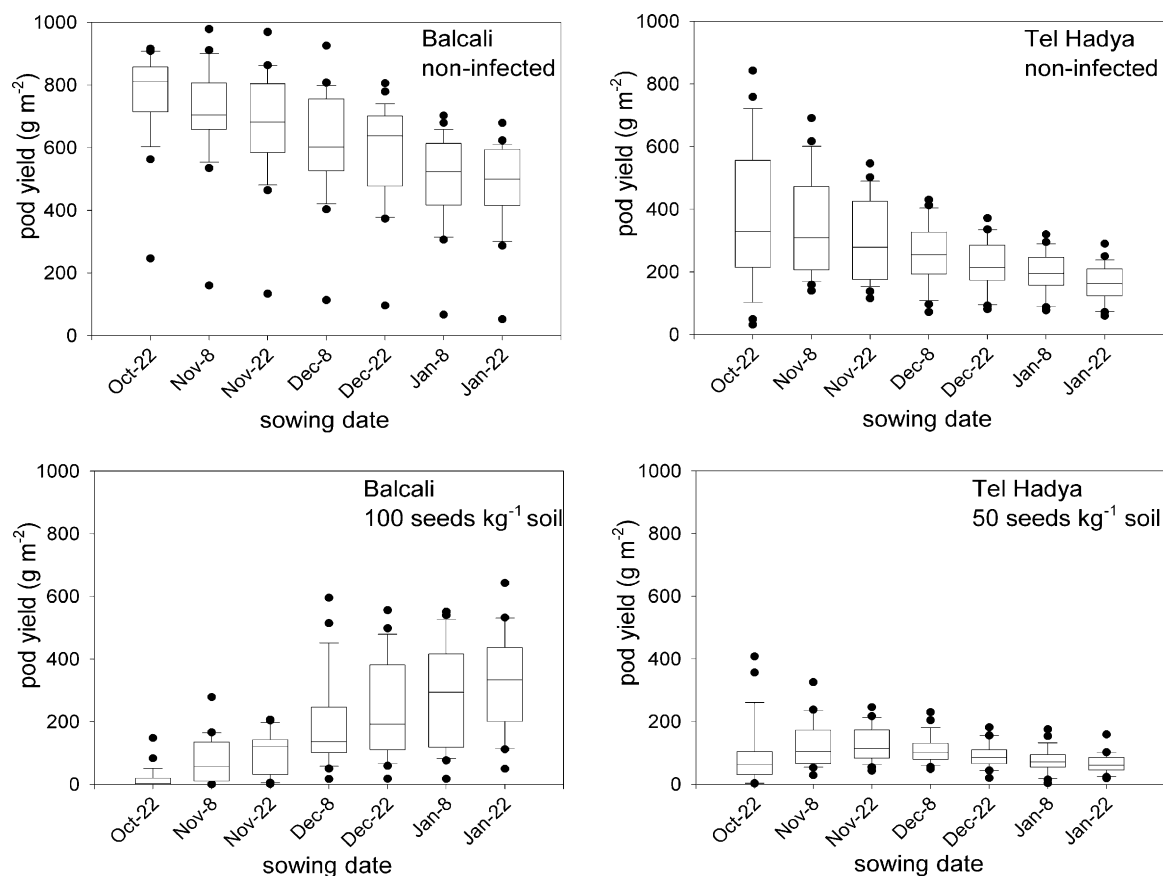 1000
800
600
400
200
0
pod yield (g m-2)
Balcali
non-infected
Oct-22
Nov-8
Nov-22
Dec-8
Dec-22
Jan-8
Jan-22
sowing date
1000
800
600
400
200
0
pod yield (g m-2)
Tel Hadya
non-infected
Oct-22
Nov-8
Nov-22
Dec-8
Dec-22
Jan-8
Jan-22
sowing date
1000
800
600
400
200
0
pod yield (g m-2)
Balcali
100 seeds kg-1 soil
Oct-22
Nov-8
Nov-22
Dec-8
Dec-22
Jan-8
Jan-22
sowing date
1000
800
600
400
200
0
pod yield (g m-2)
Tel Hadya
50 seeds kg-1 soil
Oct-22
Nov-8
Nov-22
Dec-8
Dec-22
Jan-8
Jan-22
sowing date